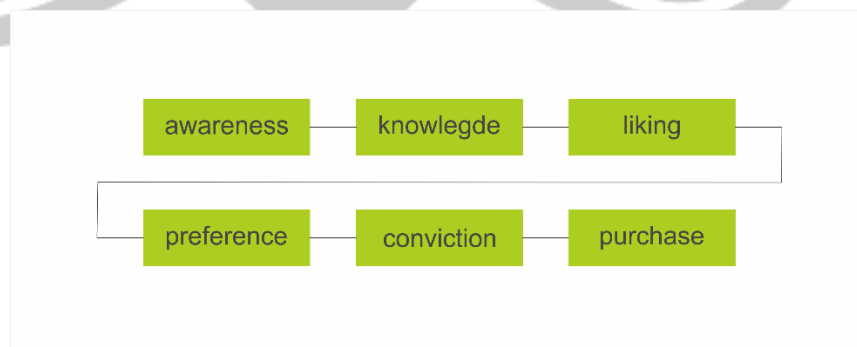 awareness
knowlegde
liking
preference
conviction
purchase